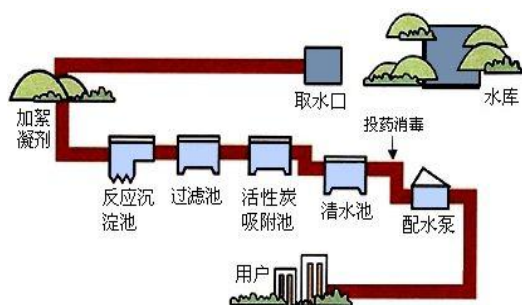 取水口
水库
加絮
凝剂
投药消毒
反应沉
淀池
过滤池
活性炭
吸附池
清水池
配水泵
用户